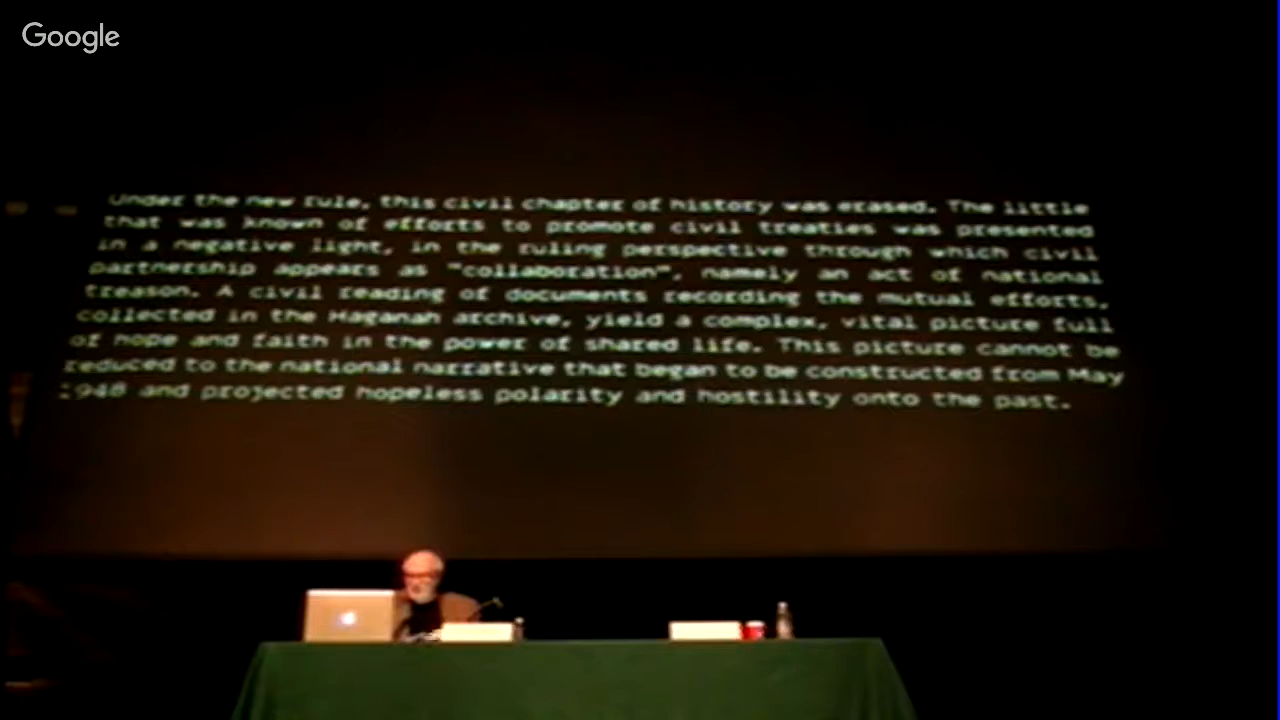 Google
Under the new rule, this civil chapter of history was erased. The little
that was known of efforts to promote civil treaties was presented
in a negative light, in the ruling perspective through which civil
partnership appears as "collaboration", namely an act of national
treason. A civil reading of documents recording the mutual efforts,
collected in the Haganah archive, yield a complex, vital picture full
of hope and faith in the power of shared life. This picture cannot be
reduced to the national narrative that began to be constructed from May
1948 and projected hopeless polarity and hostility onto the past.